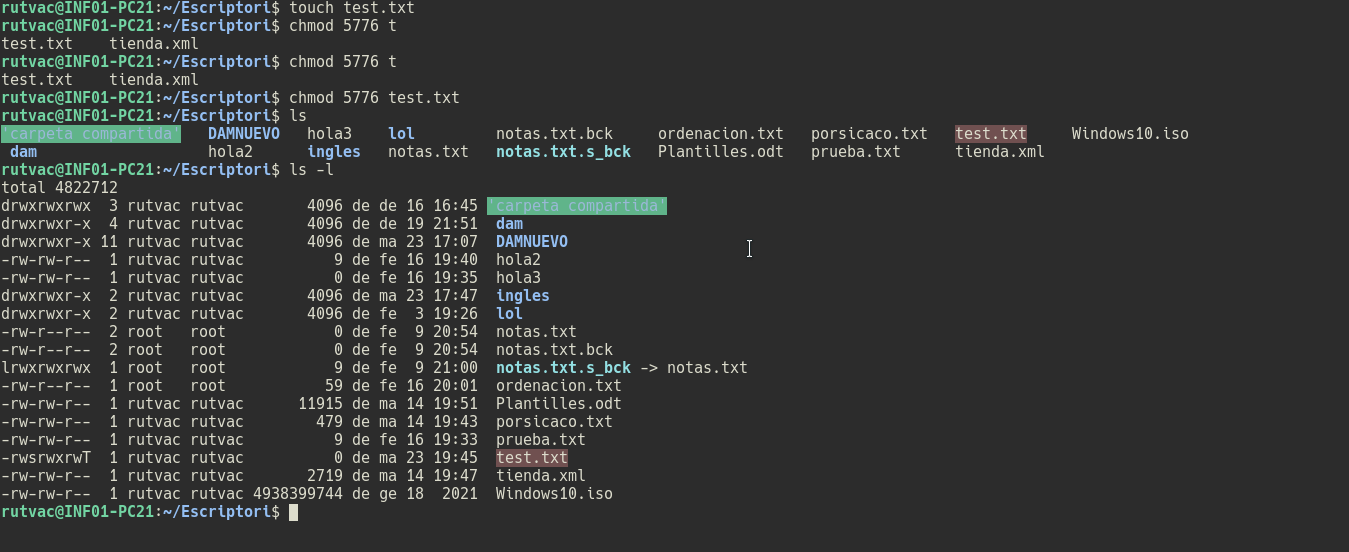 rutvac@INF01-PC21:~/Escriptori$ touch test.txt
rutvac@INF01-PC21:~/Escriptori$ chmod 5776 t
test.txt    tienda.xml
rutvac@INF01-PC21:~/Escriptori$ chmod 5776 t
test.txt    tienda.xml
rutvac@INF01-PC21:~/Escriptori$ chmod 5776 test.txt
rutvac@INF01-PC21:~/Escriptori$ ls
'carpeta compartida'   DAMNUEVO   hola3    lol         notas.txt.bck     ordenacion.txt   porsicaco.txt   test.txt     Windows10.iso
 dam                   hola2      ingles   notas.txt   notas.txt.s_bck   Plantilles.odt   prueba.txt      tienda.xml
rutvac@INF01-PC21:~/Escriptori$ ls -l
total 4822712
drwxrwxrwx  3 rutvac rutvac       4096 de de 16 16:45 'carpeta compartida'
drwxrwxr-x  4 rutvac rutvac       4096 de de 19 21:51  dam
drwxrwxr-x 11 rutvac rutvac       4096 de ma 23 17:07  DAMNUEVO
-rw-rw-r--  1 rutvac rutvac          9 de fe 16 19:40  hola2
-rw-rw-r--  1 rutvac rutvac          0 de fe 16 19:35  hola3
drwxrwxr-x  2 rutvac rutvac       4096 de ma 23 17:47  ingles
drwxrwxr-x  2 rutvac rutvac       4096 de fe  3 19:26  lol
-rw-r--r--  2 root   root            0 de fe  9 20:54  notas.txt
-rw-r--r--  2 root   root            0 de fe  9 20:54  notas.txt.bck
lrwxrwxrwx  1 root   root            9 de fe  9 21:00  notas.txt.s_bck -> notas.txt
-rw-r--r--  1 root   root           59 de fe 16 20:01  ordenacion.txt
-rw-rw-r--  1 rutvac rutvac      11915 de ma 14 19:51  Plantilles.odt
-rw-rw-r--  1 rutvac rutvac        479 de ma 14 19:43  porsicaco.txt
-rw-rw-r--  1 rutvac rutvac          9 de fe 16 19:33  prueba.txt
-rwsrwxrwT  1 rutvac rutvac          0 de ma 23 19:45  test.txt
-rw-rw-r--  1 rutvac rutvac       2719 de ma 14 19:47  tienda.xml
-rw-rw-r--  1 rutvac rutvac 4938399744 de ge 18  2021  Windows10.iso
rutvac@INF01-PC21:~/Escriptori$